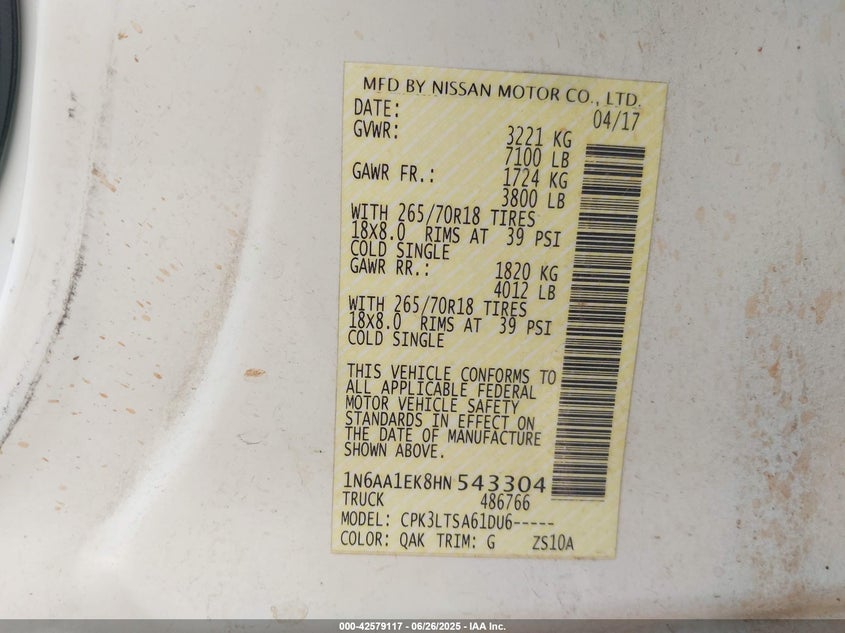 MFD BY NISSAN MOTOR CO., LTD.
DATE: 04/17
GVWR: 3221 KG
7100 LB
GAWR FR.: 1724 KG
3800 LB
WITH 265/70R18 TIRES
18X8.0 RIMS AT 39 PSI
COLD SINGLE
GAWR RR.: 1820 KG
4012 LB
WITH 265/70R18 TIRES
18X8.0 RIMS AT 39 PSI
COLD SINGLE
THIS VEHICLE CONFORMS TO
ALL APPLICABLE FEDERAL
MOTOR VEHICLE SAFETY
STANDARDS IN EFFECT ON
THE DATE OF MANUFACTURE
SHOWN ABOVE.
1N6AA1EK8HN543304
TRUCK 486766
MODEL: CPK3LTSA61DU6-----
COLOR: QAK TRIM: G ZS10A
000-42579117 - 06/26/2025 - IAA Inc.